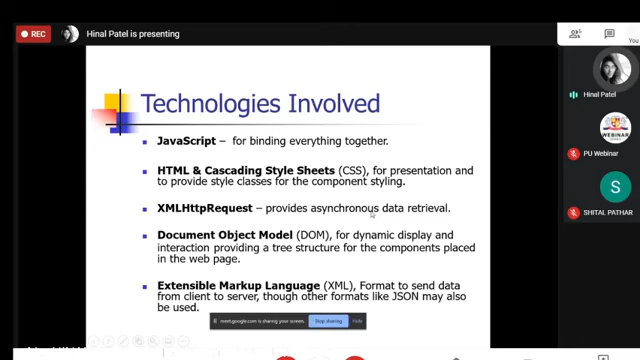 REC
Hinal Patel is presenting
You
Technologies Involved
JavaScript – for binding everything together.
HTML & Cascading Style Sheets (CSS), for presentation and
to provide style classes for the component styling.
XMLHttpRequest – provides asynchronous data retrieval.
Document Object Model (DOM), for dynamic display and
interaction providing a tree structure for the components placed
in the web page.
Extensible Markup Language (XML), Format to send data
from client to server, though other formats like JSON may also
be used.
meet.google.com is sharing your screen.
Stop sharing
Hide
Hinal Patel
PU Webinar
S
SHITAL PATHAR